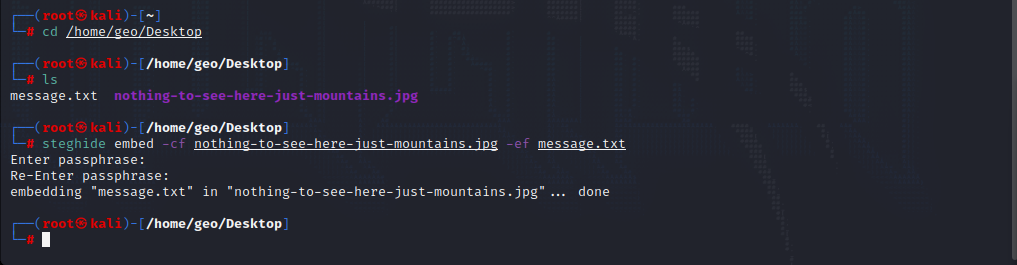 ┌──(root㉿kali)-[~]
└─# cd /home/geo/Desktop
┌──(root㉿kali)-[/home/geo/Desktop]
└─# ls
message.txt  nothing-to-see-here-just-mountains.jpg
┌──(root㉿kali)-[/home/geo/Desktop]
└─# steghide embed -cf nothing-to-see-here-just-mountains.jpg -ef message.txt
Enter passphrase:
Re-Enter passphrase:
embedding "message.txt" in "nothing-to-see-here-just-mountains.jpg"... done
┌──(root㉿kali)-[/home/geo/Desktop]
└─#